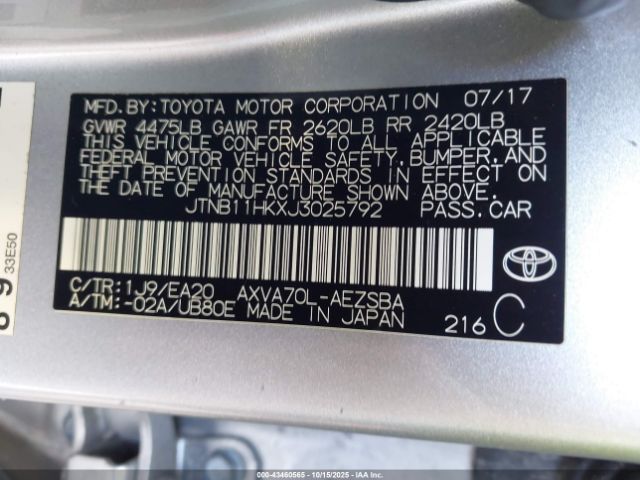 MFD.BY:TOYOTA MOTOR CORPORATION 07/17
GVWR 4475LB GAWR FR 2620LB RR 2420LB
THIS VEHICLE CONFORMS TO ALL APPLICABLE
FEDERAL MOTOR VEHICLE SAFETY,BUMPER,AND
THEFT PREVENTION STANDARDS IN EFFECT ON
THE DATE OF MANUFACTURE SHOWN ABOVE.
JTNB11HKXJ3025792 PASS.CAR
C/TR:1J9/EA20 AXVA70L-AEZSBA
A/TM:-02A/UB80E MADE IN JAPAN
216 C
33E50
000-43460565 - 10/15/2025 - IAAI.COM